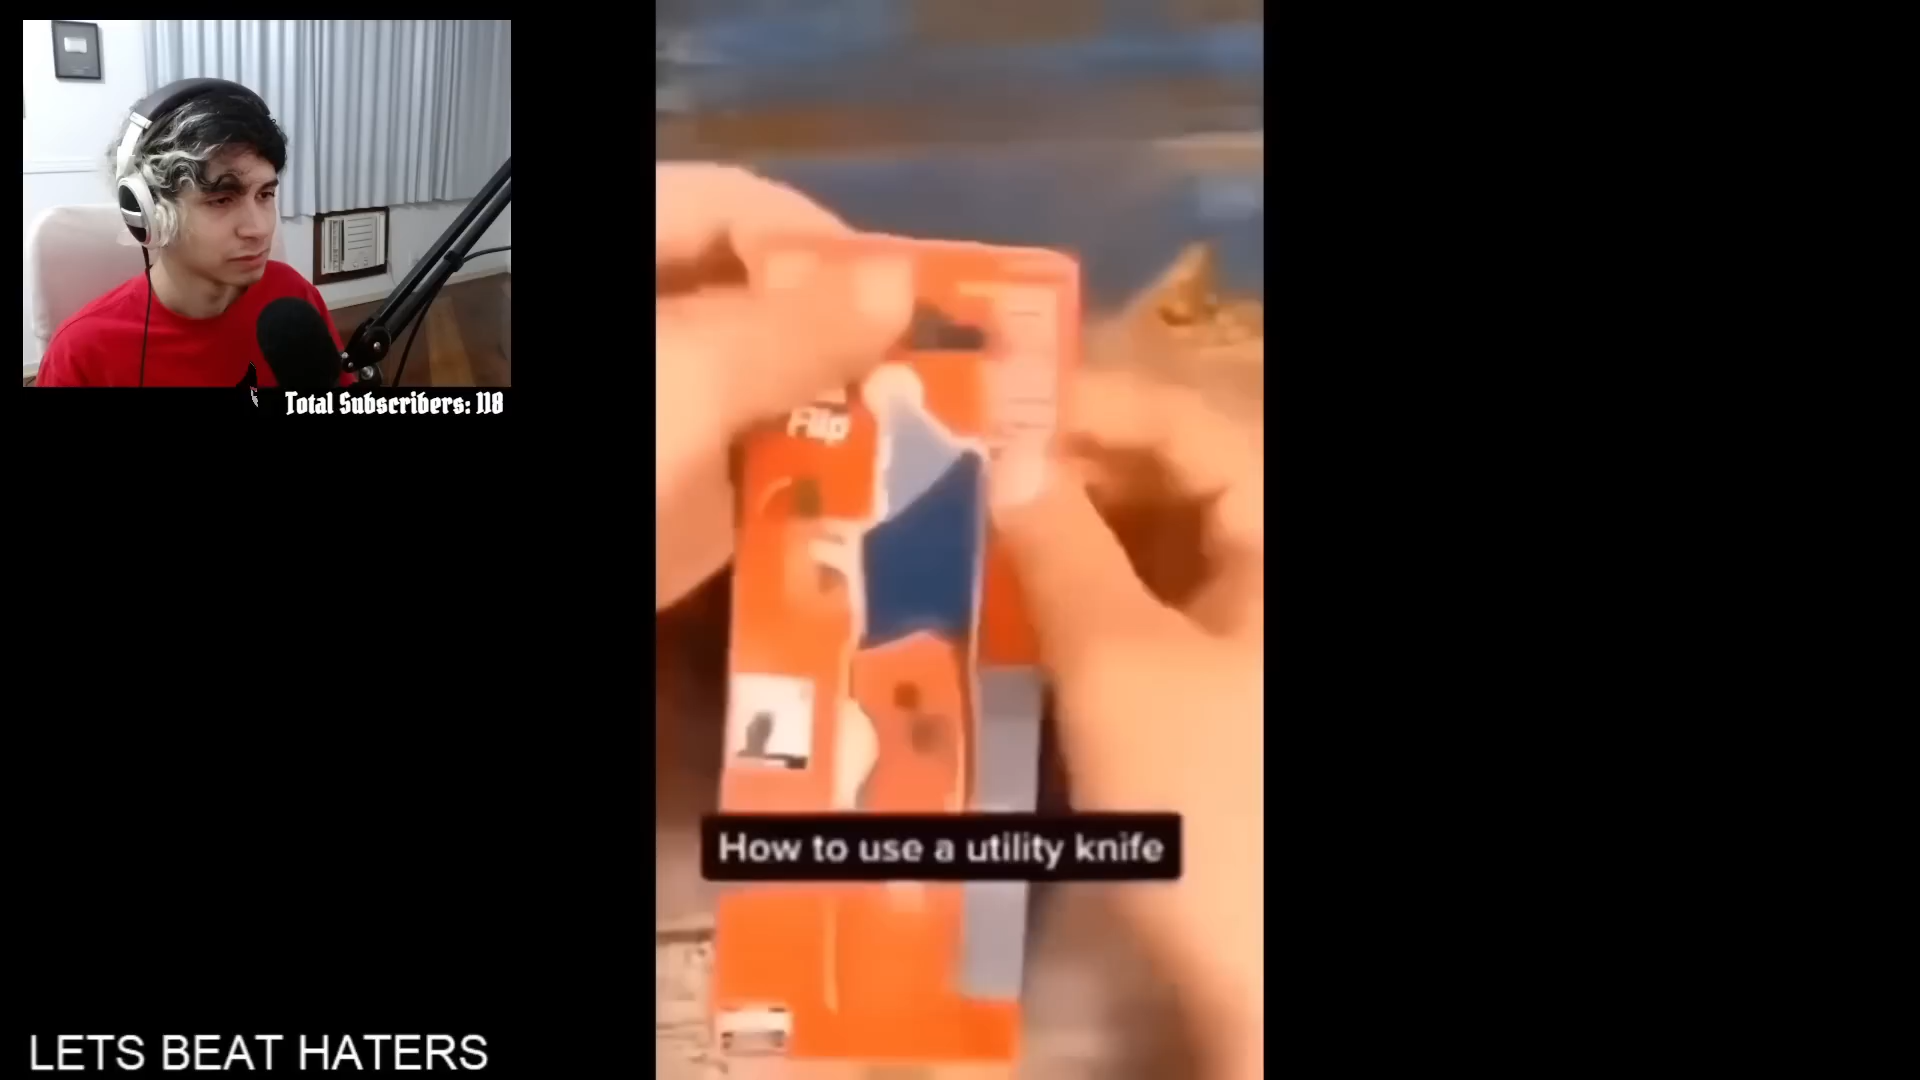 Total Subscribers: 118
Flip
How to use a utility knife
LETS BEAT HATERS